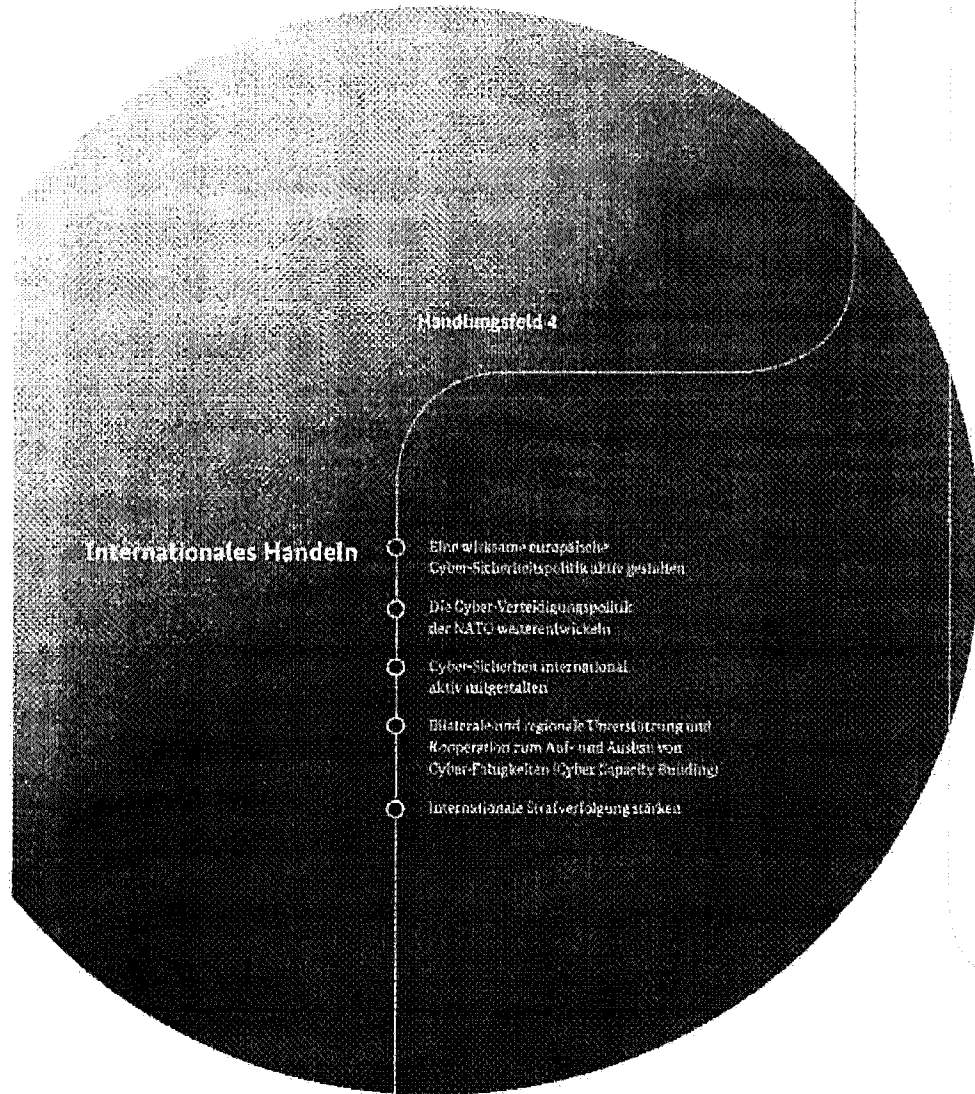 Handlungsfeld 4
Internationales Handeln
Eine wirksame europäische
Cyber-Sicherheitspolitik aktiv gestalten
Die Cyber-Verteidigungspolitik
der NATO weiterentwickeln
Cyber-Sicherheit international
aktiv mitgestalten
Bilaterale und regionale Unterstützung und
Kooperation zum Auf- und Ausbau von
Cyber-Fähigkeiten (Cyber Capacity Building)
Internationale Strafverfolgung stärken